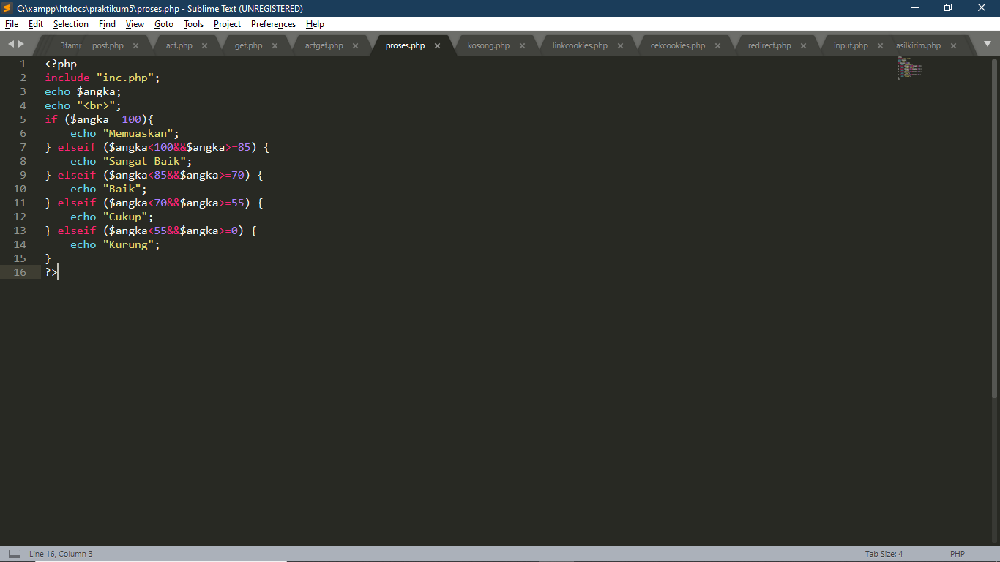 C:\xampp\htdocs\praktikum5\proses.php - Sublime Text (UNREGISTERED)
File Edit Selection Find View Goto Tools Project Preferences Help
3tamr post.php act.php get.php actget.php proses.php kosong.php linkcookies.php cekcookies.php redirect.php input.php asilkirim.php
1 <?php
2 include "inc.php";
3 echo $angka;
4 echo "<br>";
5 if ($angka==100){
6     echo "Memuaskan";
7 } elseif ($angka<100&&$angka>=85) {
8     echo "Sangat Baik";
9 } elseif ($angka<85&&$angka>=70) {
10     echo "Baik";
11 } elseif ($angka<70&&$angka>=55) {
12     echo "Cukup";
13 } elseif ($angka<55&&$angka>=0) {
14     echo "Kurung";
15 }
16 ?>
Line 16, Column 3 Tab Size: 4 PHP